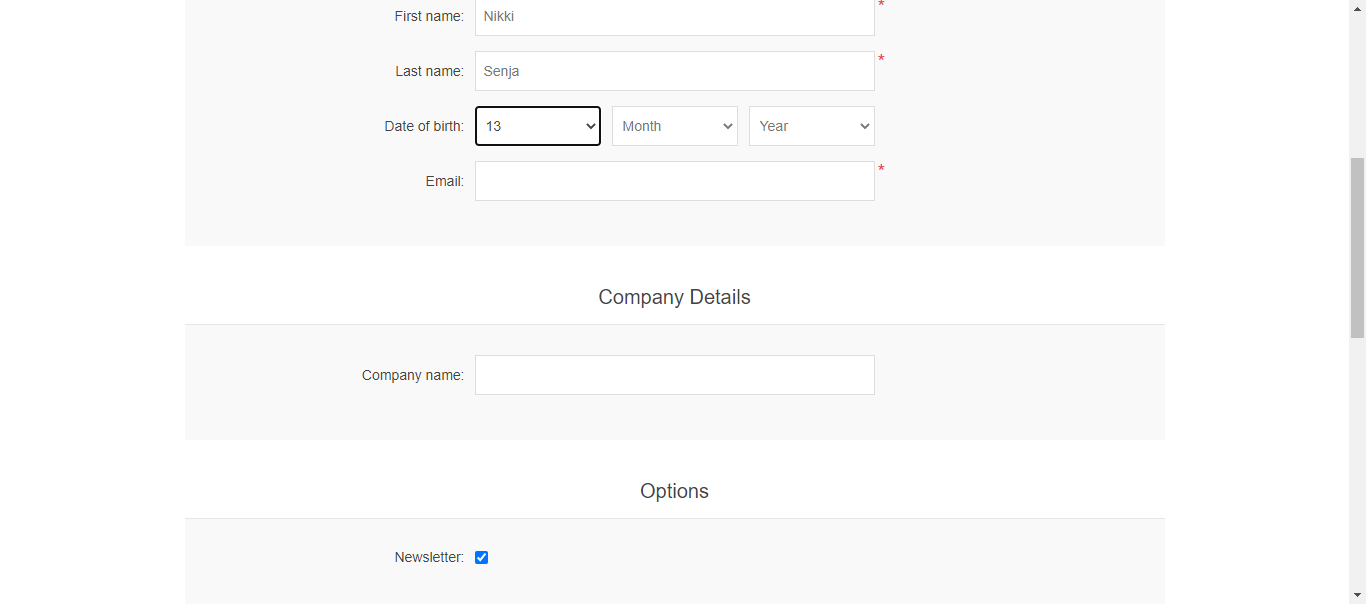 First name: Nikki *
Last name: Senja *
Date of birth: 13 Month Year
Email: *
Company Details
Company name:
Options
Newsletter: